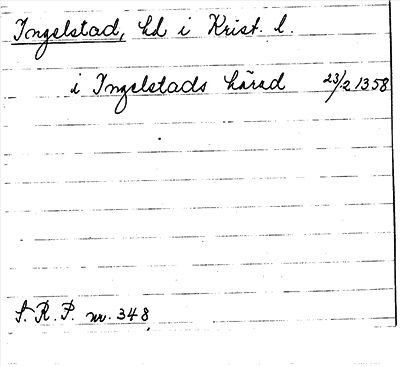 Ingelstad, hd i Krist. l.
i Ingelstads härad 23/2 1358
S. R. P. nr. 348